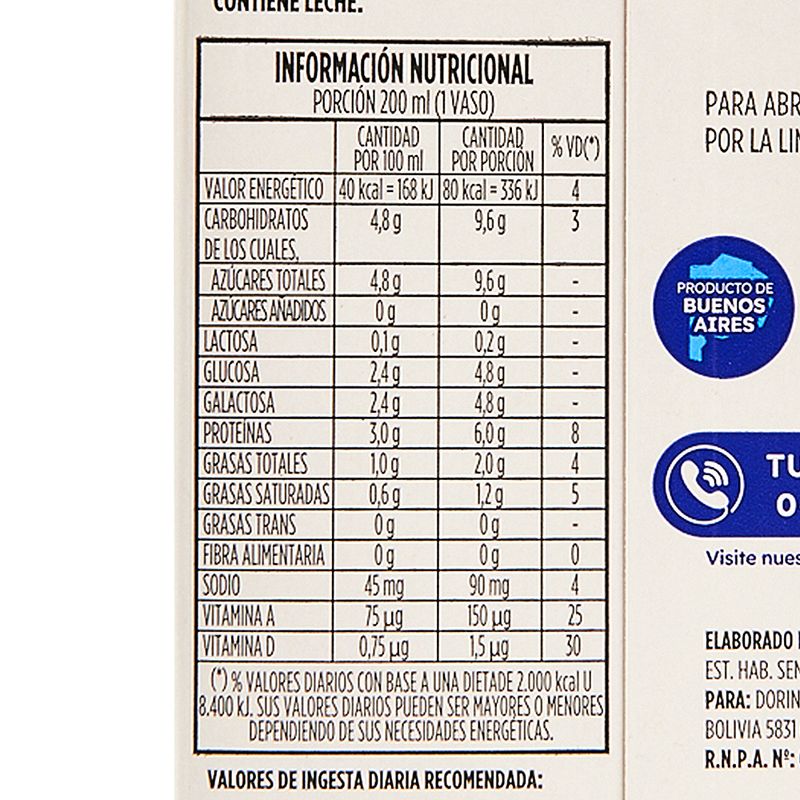 CONTIENE LECHE.
INFORMACIÓN NUTRICIONAL
PORCIÓN 200 ml (1 VASO)
CANTIDAD POR 100 ml CANTIDAD POR PORCIÓN % VD(*)
VALOR ENERGÉTICO 40 kcal = 168 kJ 80 kcal = 336 kJ 4
CARBOHIDRATOS 4,8 g 9,6 g 3
DE LOS CUALES,
AZÚCARES TOTALES 4,8 g 9,6 g -
AZÚCARES AÑADIDOS 0 g 0 g -
LACTOSA 0,1 g 0,2 g -
GLUCOSA 2,4 g 4,8 g -
GALACTOSA 2,4 g 4,8 g -
PROTEÍNAS 3,0 g 6,0 g 8
GRASAS TOTALES 1,0 g 2,0 g 4
GRASAS SATURADAS 0,6 g 1,2 g 5
GRASAS TRANS 0 g 0 g -
FIBRA ALIMENTARIA 0 g 0 g 0
SODIO 45 mg 90 mg 4
VITAMINA A 75 µg 150 µg 25
VITAMINA D 0,75 µg 1,5 µg 30
(*) % VALORES DIARIOS CON BASE A UNA DIETADE 2.000 kcal U
8.400 kJ. SUS VALORES DIARIOS PUEDEN SER MAYORES O MENORES
DEPENDIENDO DE SUS NECESIDADES ENERGÉTICAS.
VALORES DE INGESTA DIARIA RECOMENDADA:
PARA ABR
POR LA LIN
PRODUCTO DE
BUENOS
AIRES
TU
0
Visite nues
ELABORADO
EST. HAB. SEN
PARA: DORIN
BOLIVIA 5831
R.N.P.A. Nº: